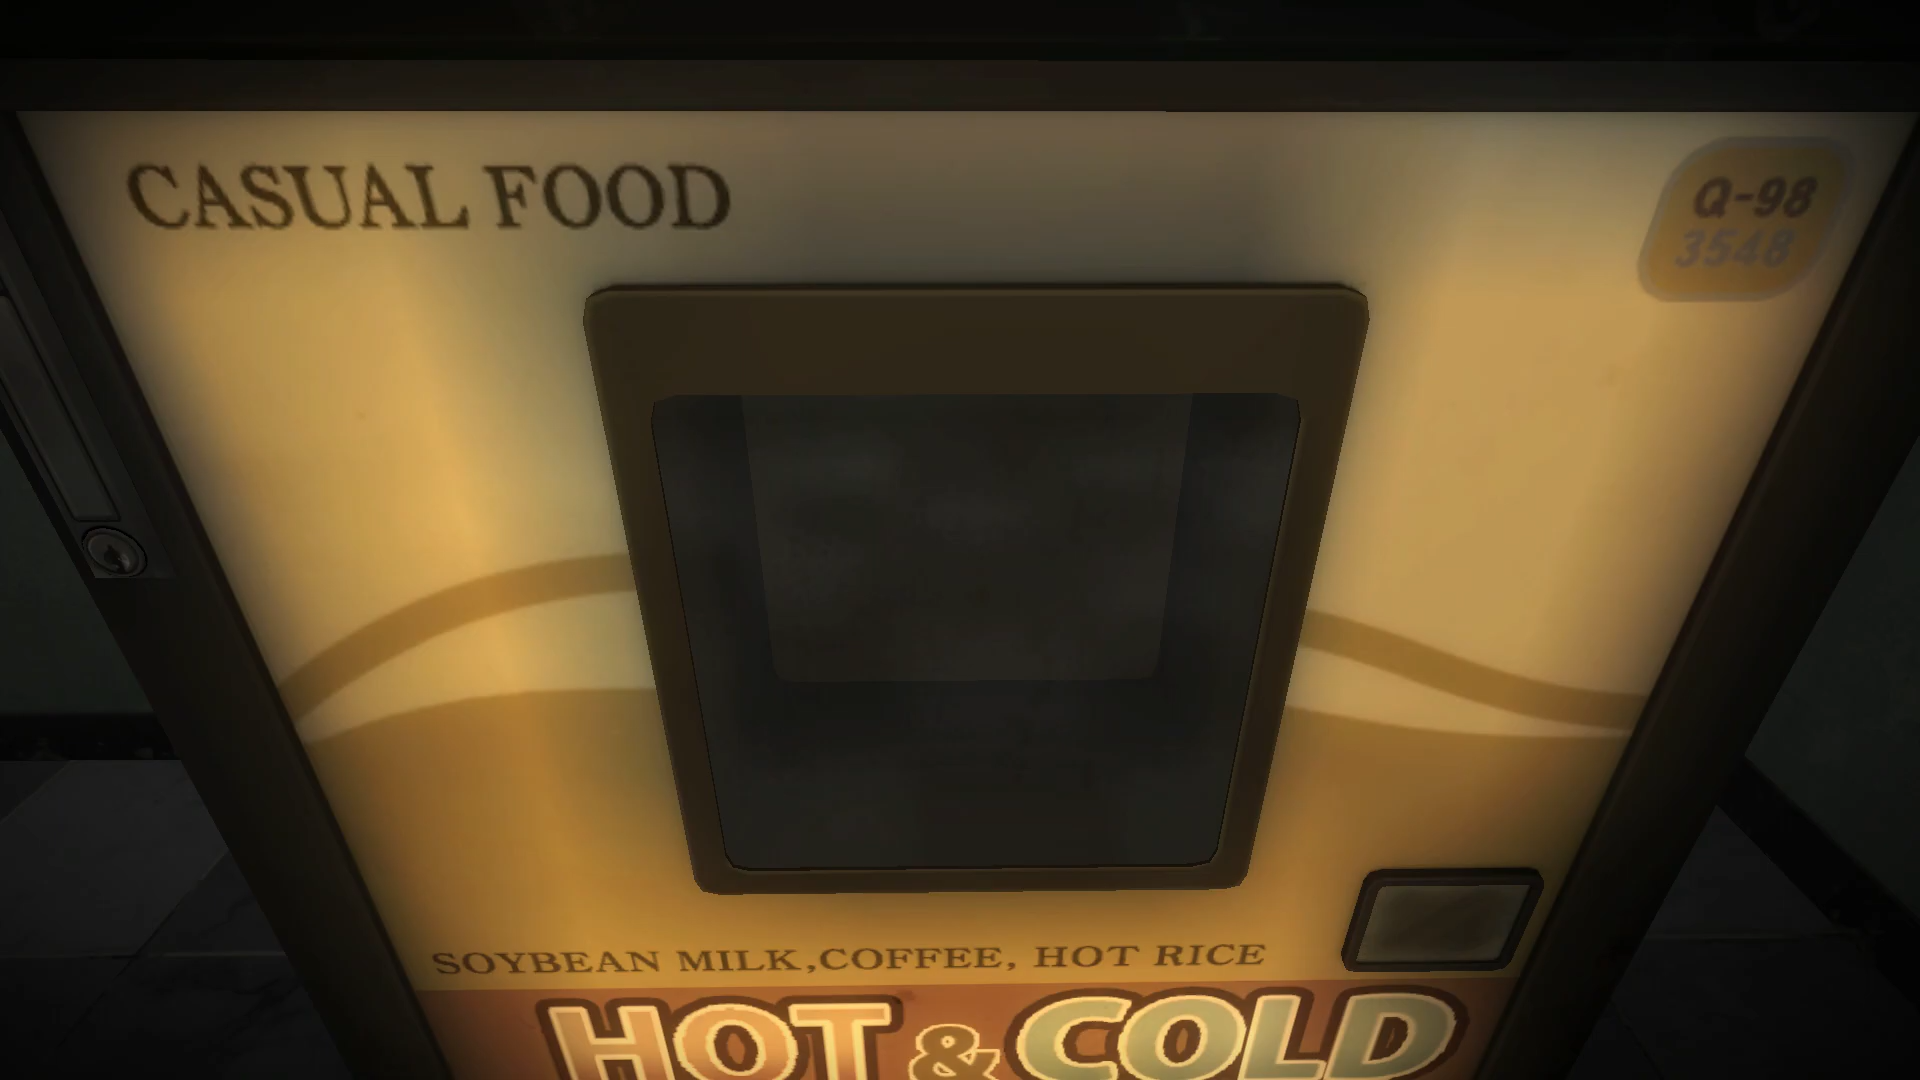 CASUAL FOOD
Q-98
3548
SOYBEAN MILK,COFFEE, HOT RICE
HOT & COLD